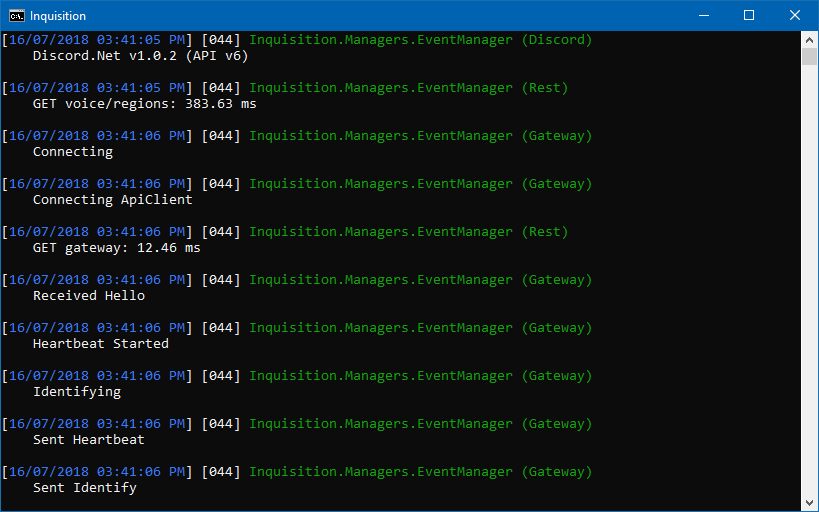 Inquisition
[16/07/2018 03:41:05 PM] [044] Inquisition.Managers.EventManager (Discord)
Discord.Net v1.0.2 (API v6)
[16/07/2018 03:41:05 PM] [044] Inquisition.Managers.EventManager (Rest)
GET voice/regions: 383.63 ms
[16/07/2018 03:41:06 PM] [044] Inquisition.Managers.EventManager (Gateway)
Connecting
[16/07/2018 03:41:06 PM] [044] Inquisition.Managers.EventManager (Gateway)
Connecting ApiClient
[16/07/2018 03:41:06 PM] [044] Inquisition.Managers.EventManager (Rest)
GET gateway: 12.46 ms
[16/07/2018 03:41:06 PM] [044] Inquisition.Managers.EventManager (Gateway)
Received Hello
[16/07/2018 03:41:06 PM] [044] Inquisition.Managers.EventManager (Gateway)
Heartbeat Started
[16/07/2018 03:41:06 PM] [044] Inquisition.Managers.EventManager (Gateway)
Identifying
[16/07/2018 03:41:06 PM] [044] Inquisition.Managers.EventManager (Gateway)
Sent Heartbeat
[16/07/2018 03:41:06 PM] [044] Inquisition.Managers.EventManager (Gateway)
Sent Identify